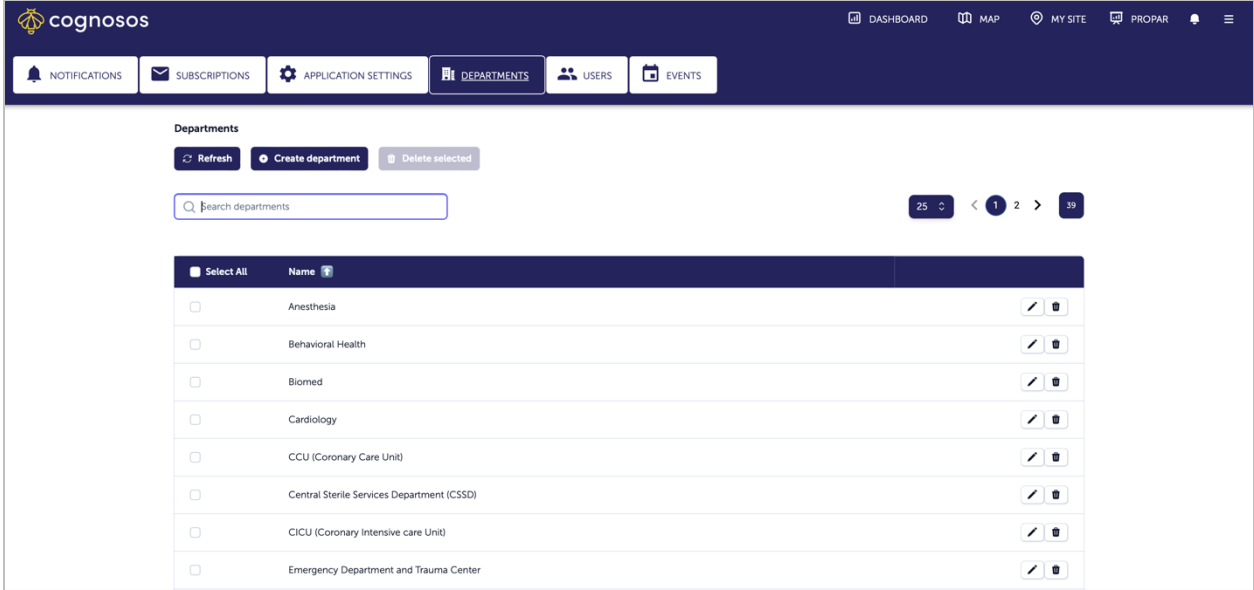 cognosos
DASHBOARD MAP MY SITE PROPAR
NOTIFICATIONS SUBSCRIPTIONS APPLICATION SETTINGS DEPARTMENTS USERS EVENTS
Departments
Refresh Create department Delete selected
Search departments 25 1 2 39
Select All Name
Anesthesia
Behavioral Health
Biomed
Cardiology
CCU (Coronary Care Unit)
Central Sterile Services Department (CSSD)
CICU (Coronary Intensive care Unit)
Emergency Department and Trauma Center